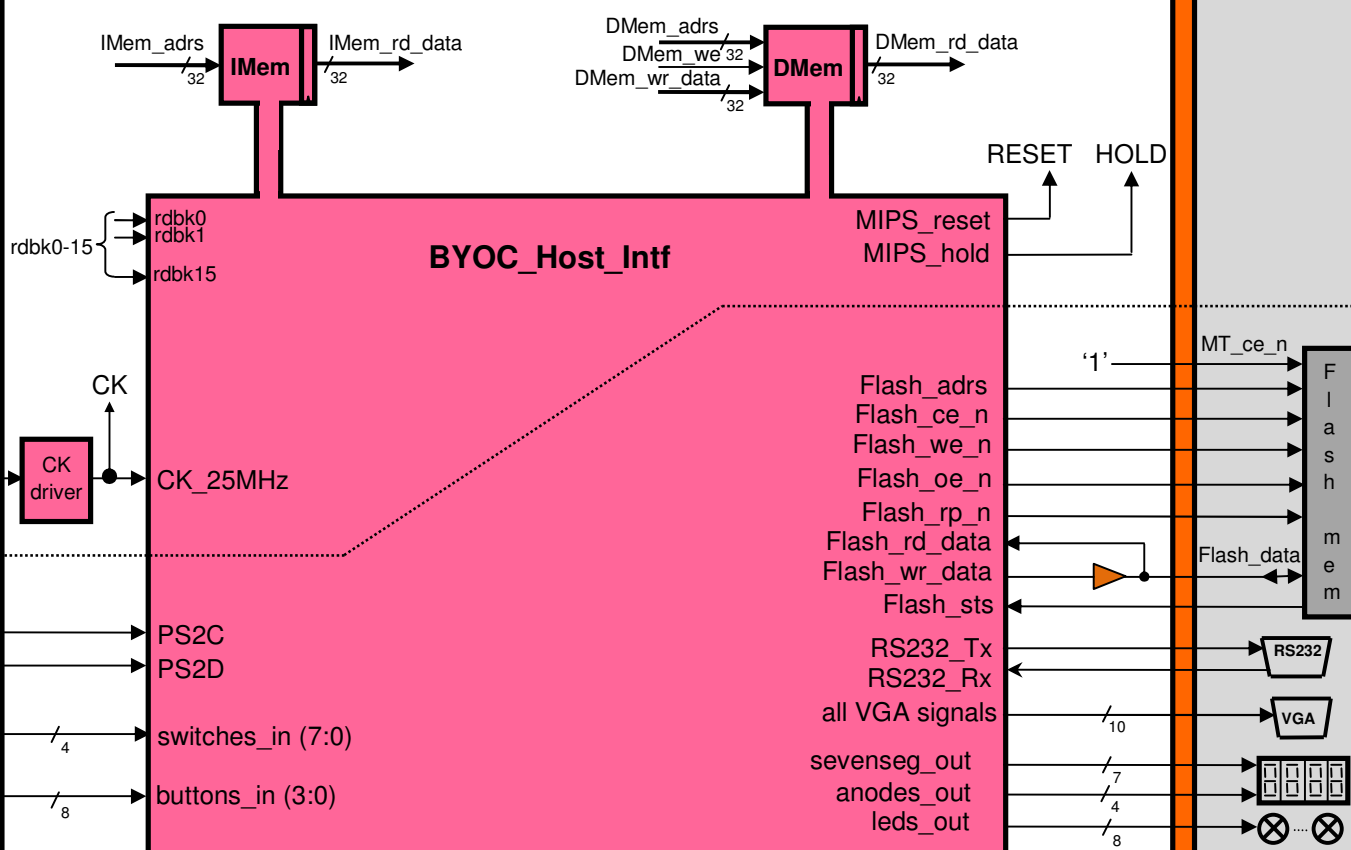 IMem_adrs
32
IMem
IMem_rd_data
32
DMem_adrs
32
DMem_we
DMem_wr_data
32
DMem
DMem_rd_data
32
RESET HOLD
rdbk0-15
rdbk0
rdbk1
rdbk15
BYOC_Host_Intf
MIPS_reset
MIPS_hold
‘1’
MT_ce_n
CK
CK
driver
CK_25MHz
Flash_adrs
Flash_ce_n
Flash_we_n
Flash_oe_n
Flash_rp_n
Flash_rd_data
Flash_wr_data
Flash_data
Flash_sts
Flash mem
PS2C
PS2D
RS232_Tx
RS232_Rx
RS232
all VGA signals
10
VGA
4
switches_in (7:0)
8
buttons_in (3:0)
sevenseg_out
7
anodes_out
4
leds_out
8
....